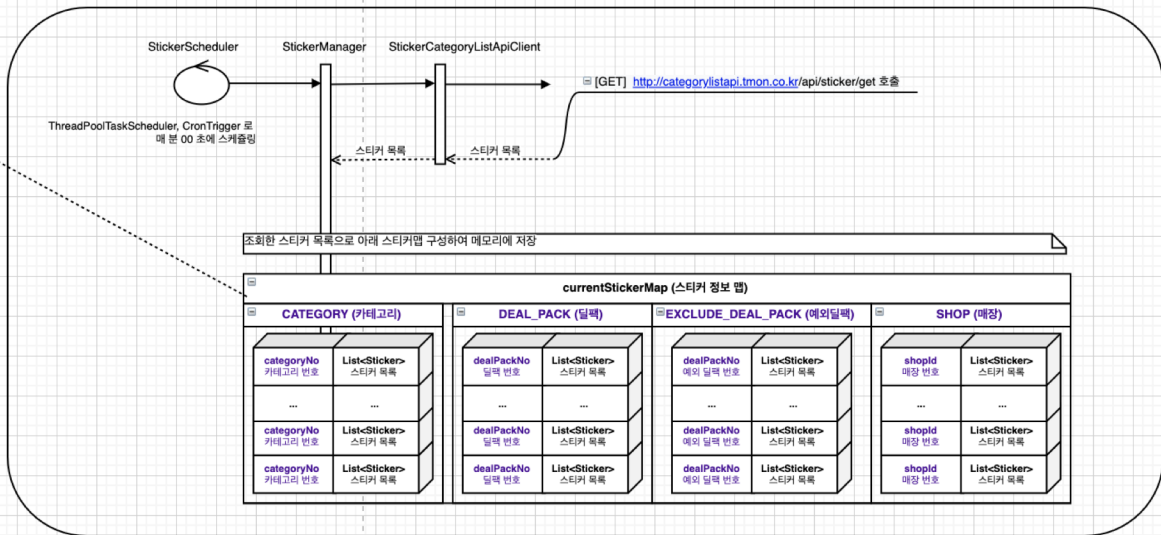 StickerScheduler
StickerManager
StickerCategoryListApiClient
[GET] http://categorylistapi.tmon.co.kr/api/sticker/get 호출
ThreadPoolTaskScheduler, CronTrigger 로
매 분 00 초에 스케쥴링
스티커 목록
스티커 목록
조회한 스티커 목록으로 아래 스티커맵 구성하여 메모리에 저장
currentStickerMap (스티커 정보 맵)
CATEGORY (카테고리)
DEAL_PACK (딜팩)
EXCLUDE_DEAL_PACK (예외딜팩)
SHOP (매장)
categoryNo
카테고리 번호
List<Sticker>
스티커 목록
...
...
categoryNo
카테고리 번호
List<Sticker>
스티커 목록
categoryNo
카테고리 번호
List<Sticker>
스티커 목록
dealPackNo
딜팩 번호
List<Sticker>
스티커 목록
...
...
dealPackNo
딜팩 번호
List<Sticker>
스티커 목록
dealPackNo
딜팩 번호
List<Sticker>
스티커 목록
dealPackNo
예외 딜팩 번호
List<Sticker>
스티커 목록
...
...
dealPackNo
예외 딜팩 번호
List<Sticker>
스티커 목록
dealPackNo
예외 딜팩 번호
List<Sticker>
스티커 목록
shopId
매장 번호
List<Sticker>
스티커 목록
...
...
shopId
매장 번호
List<Sticker>
스티커 목록
shopId
매장 번호
List<Sticker>
스티커 목록